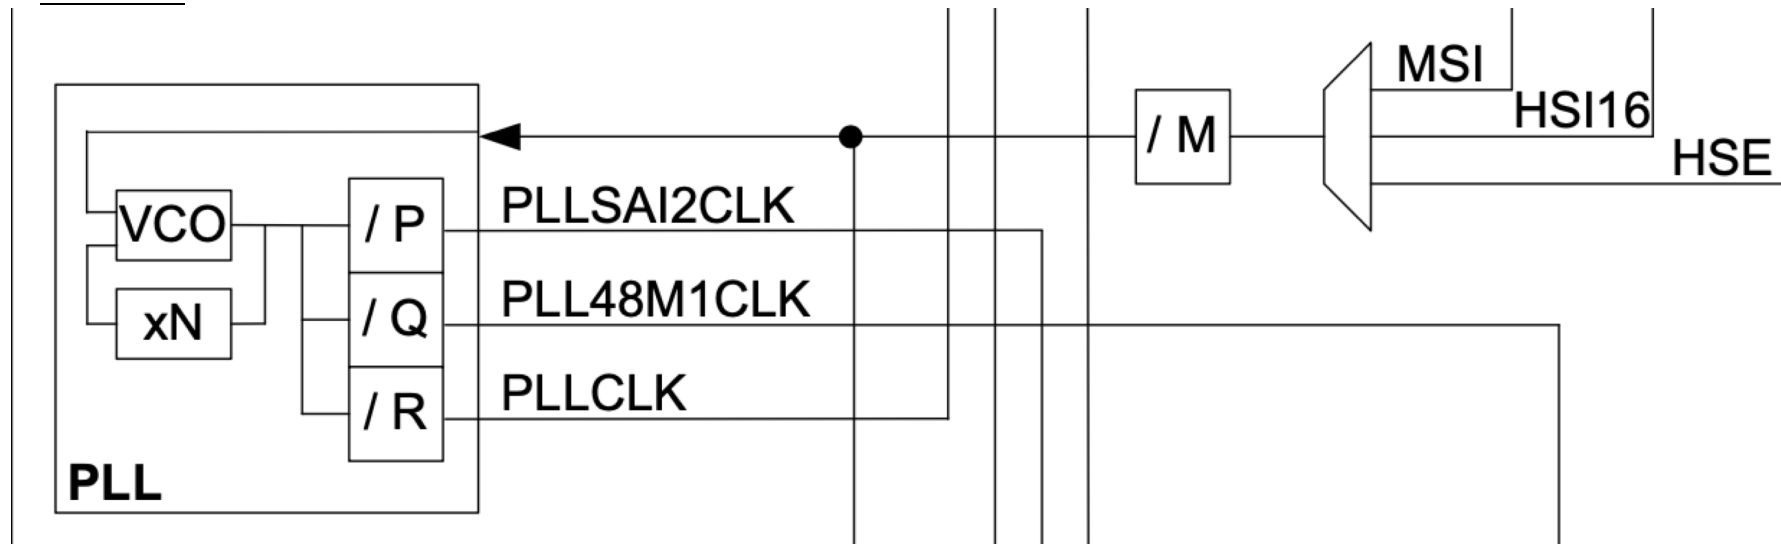 MSI
HSI16
/ M
HSE
VCO
/ P
PLLSAI2CLK
xN
/ Q
PLL48M1CLK
/ R
PLLCLK
PLL